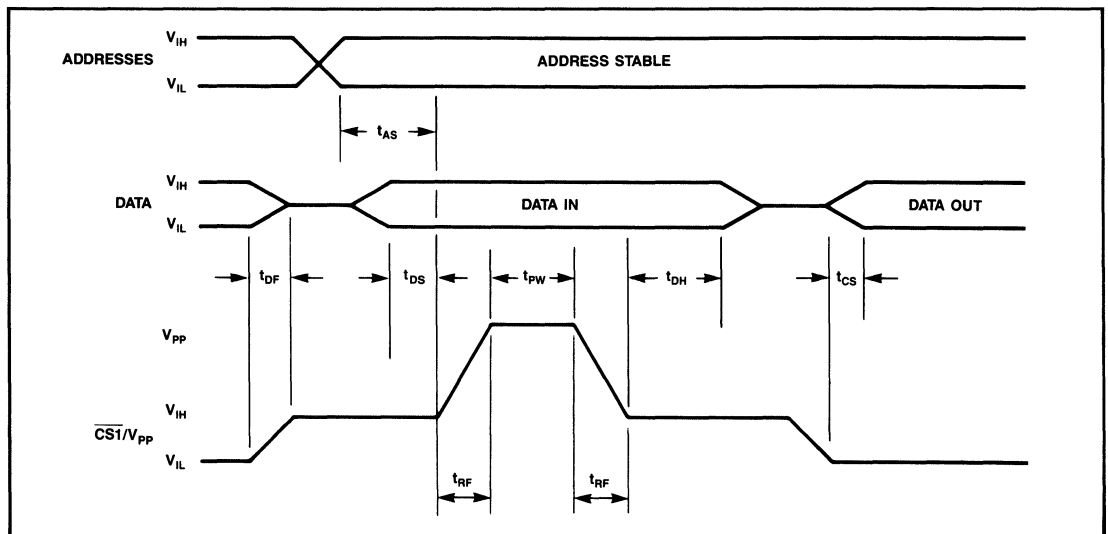 V_IH
ADDRESSES ADDRESS STABLE
V_IL
t_AS
V_IH
DATA DATA IN DATA OUT
V_IL
t_DF t_DS t_PW t_DH t_CS
V_PP
V_IH
C̅S̅1̅/V_PP
V_IL
t_RF t_RF